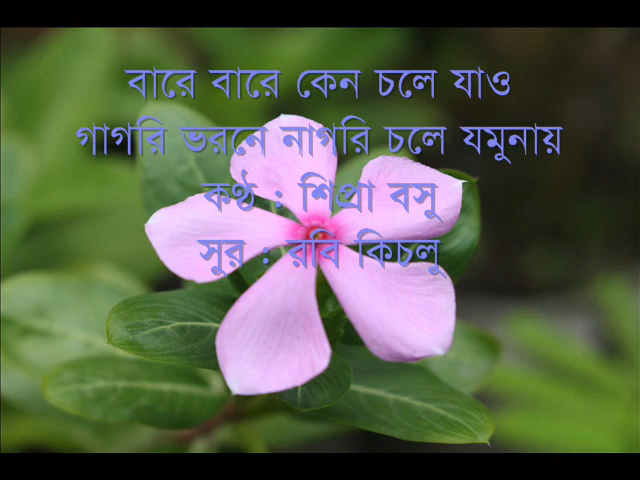 বারে বারে কেন চলে যাও
গাগরি ভরনে নাগরি চলে যমুনায়
কণ্ঠ : শিপ্রা বসু
সুর : রবি কিচলু